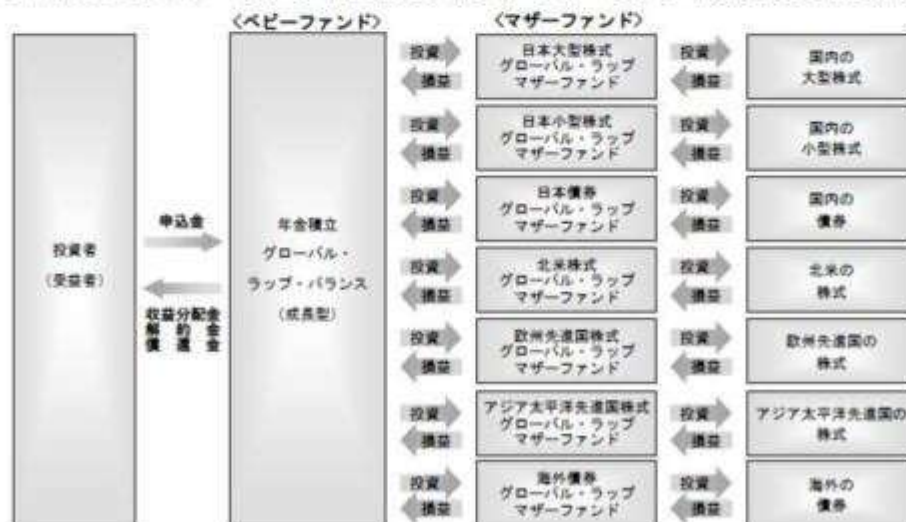 〈ベビーファンド〉
〈マザーファンド〉
投資者
(受益者)
申込金
収益分配金
解約金
償還金
年金積立
グローバル・
ラップ・バランス
(成長型)
投資
損益
日本大型株式
グローバル・ラップ
マザーファンド
投資
損益
国内の
大型株式
投資
損益
日本小型株式
グローバル・ラップ
マザーファンド
投資
損益
国内の
小型株式
投資
損益
日本債券
グローバル・ラップ
マザーファンド
投資
損益
国内の
債券
投資
損益
北米株式
グローバル・ラップ
マザーファンド
投資
損益
北米の
株式
投資
損益
欧州先進国株式
グローバル・ラップ
マザーファンド
投資
損益
欧州先進国の
株式
投資
損益
アジア太平洋先進国株式
グローバル・ラップ
マザーファンド
投資
損益
アジア太平洋先進国の
株式
投資
損益
海外債券
グローバル・ラップ
マザーファンド
投資
損益
海外の
債券